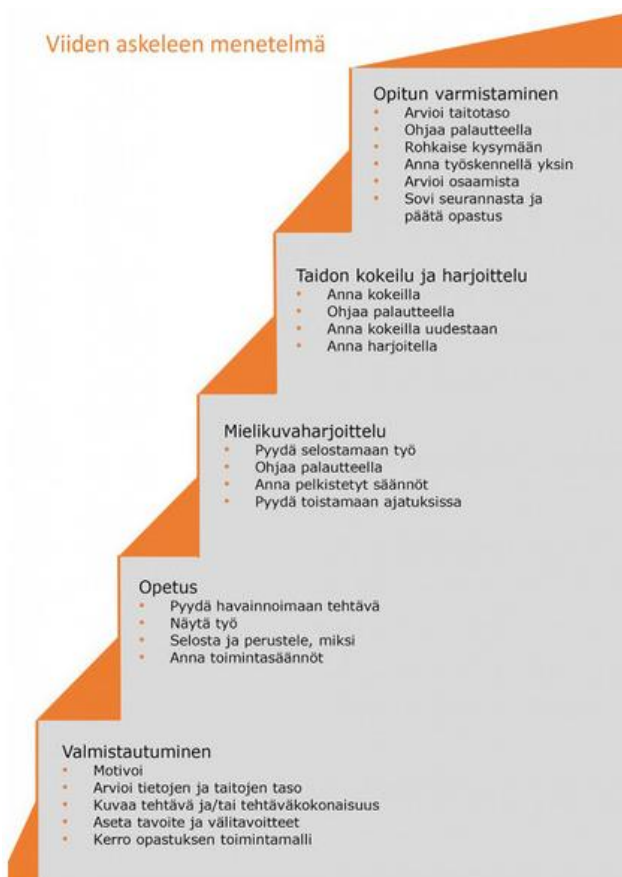 Viiden askeleen menetelmä
Opitun varmistaminen
• Arvioi taitotaso
• Ohjaa palautteella
• Rohkaise kysymään
• Anna työskennellä yksin
• Arvioi osaamista
• Sovi seurannasta ja
päätä opastus
Taidon kokeilu ja harjoittelu
• Anna kokeilla
• Ohjaa palautteella
• Anna kokeilla uudestaan
• Anna harjoitella
Mielikuvaharjoittelu
• Pyydä selostamaan työ
• Ohjaa palautteella
• Anna pelkistetyt säännöt
• Pyydä toistamaan ajatuksissa
Opetus
• Pyydä havainnoimaan tehtävä
• Näytä työ
• Selosta ja perustele, miksi
• Anna toimintasäännöt
Valmistautuminen
• Motivoi
• Arvioi tietojen ja taitojen taso
• Kuvaa tehtävä ja/tai tehtäväkokonaisuus
• Aseta tavoite ja välitavoitteet
• Kerro opastuksen toimintamalli